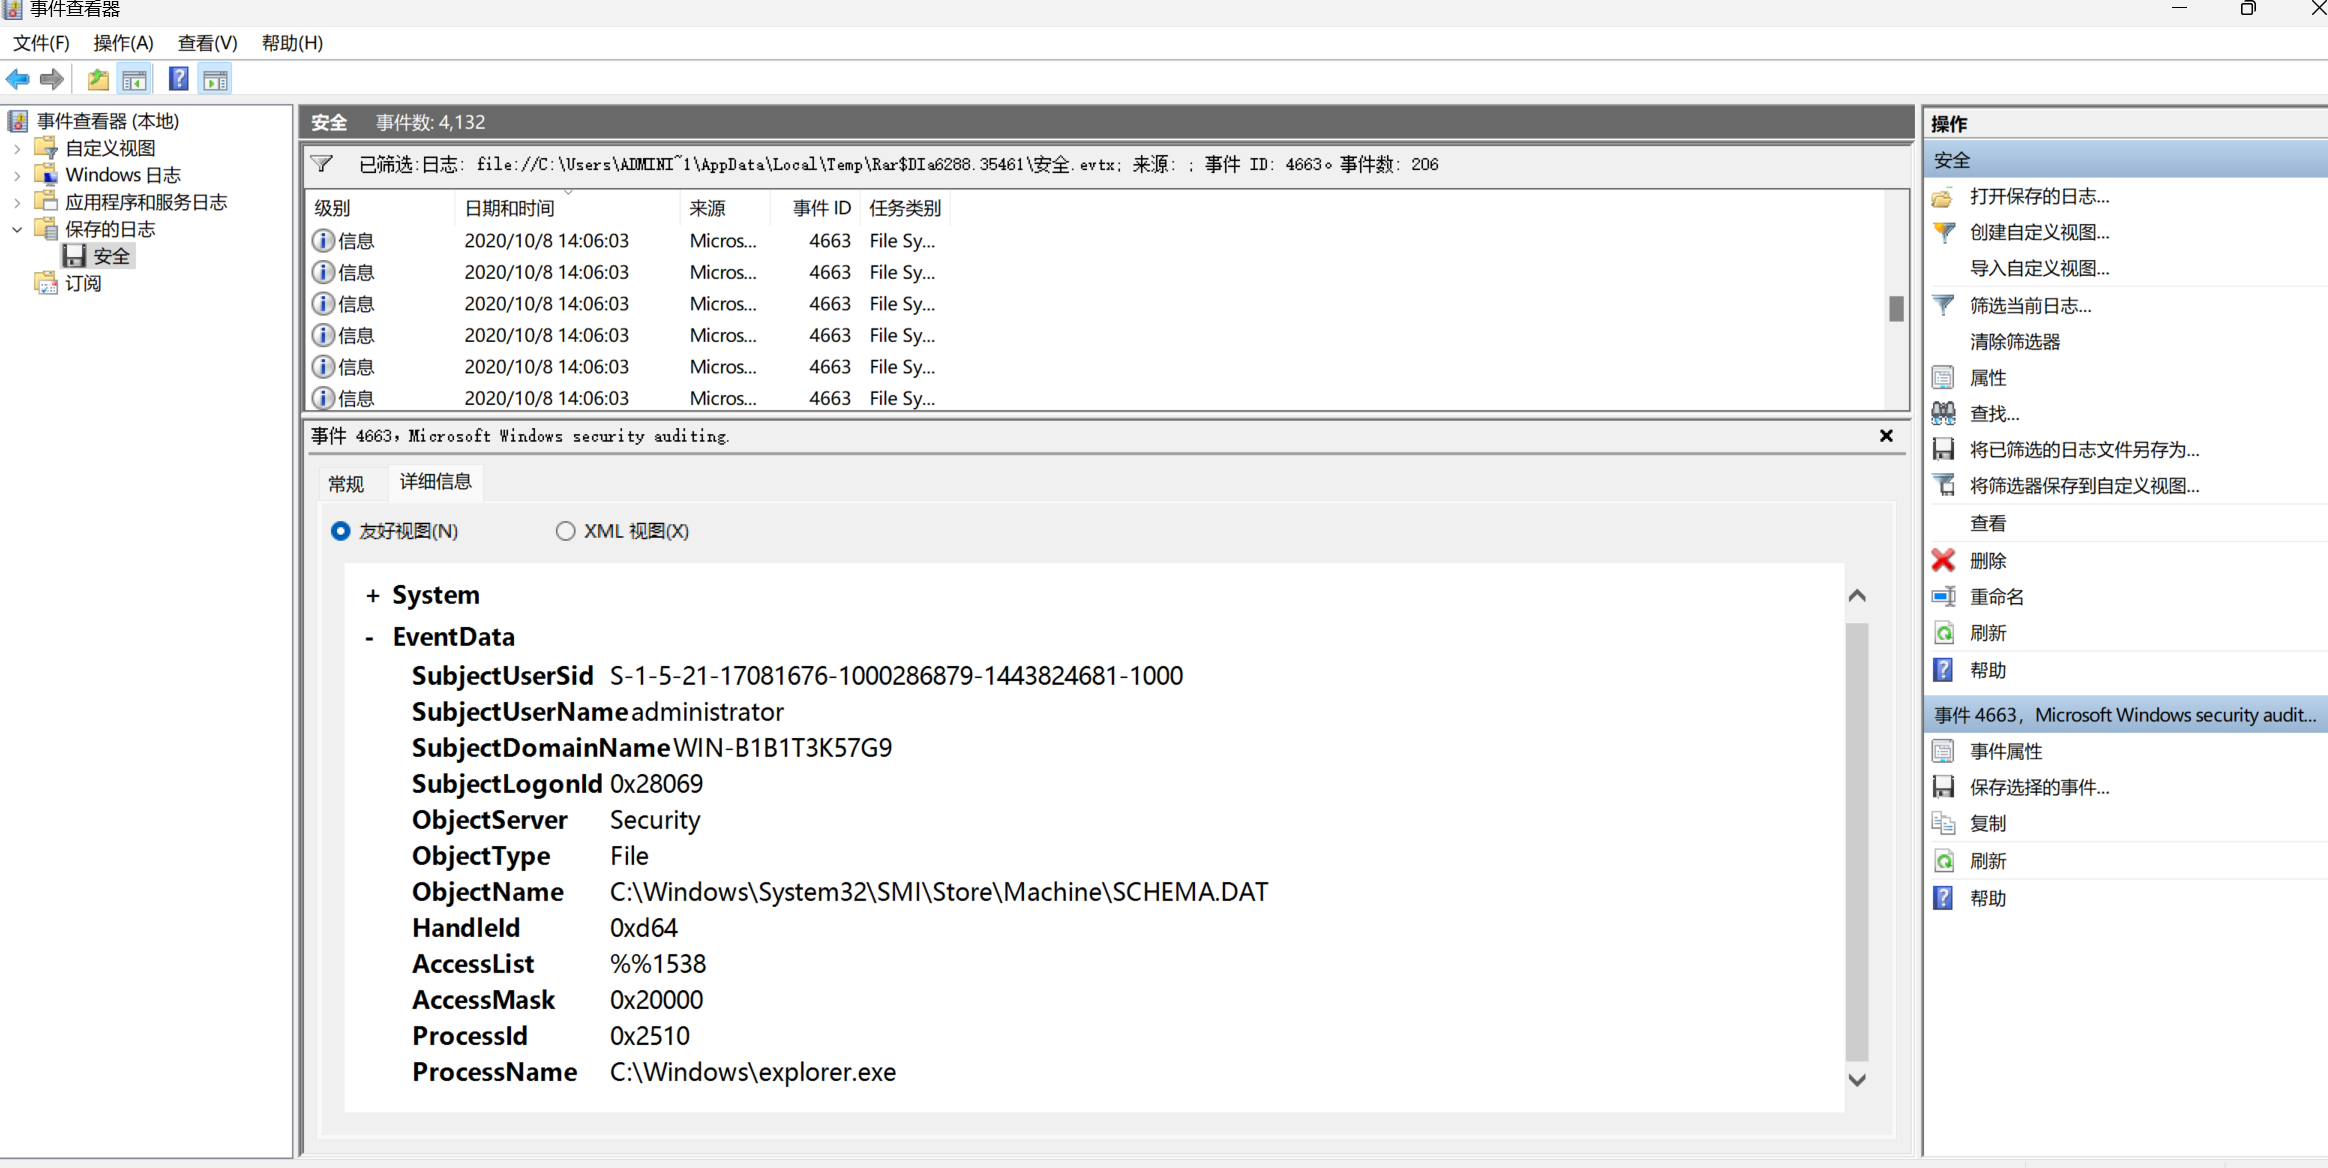 事件查看器
文件(F) 操作(A) 查看(V) 帮助(H)
事件查看器 (本地)
自定义视图
Windows 日志
应用程序和服务日志
保存的日志
安全
订阅
安全 事件数: 4,132
已筛选:日志: file://C:\Users\ADMINI~1\AppData\Local\Temp\Rar$DIa6288.35461\安全.evtx; 来源: ; 事件 ID: 4663。事件数: 206
级别 日期和时间 来源 事件 ID 任务类别
信息 2020/10/8 14:06:03 Micros... 4663 File Sy...
信息 2020/10/8 14:06:03 Micros... 4663 File Sy...
信息 2020/10/8 14:06:03 Micros... 4663 File Sy...
信息 2020/10/8 14:06:03 Micros... 4663 File Sy...
信息 2020/10/8 14:06:03 Micros... 4663 File Sy...
信息 2020/10/8 14:06:03 Micros... 4663 File Sy...
事件 4663，Microsoft Windows security auditing.
常规 详细信息
友好视图(N) XML 视图(X)
+ System
- EventData
SubjectUserSid S-1-5-21-17081676-1000286879-1443824681-1000
SubjectUserName administrator
SubjectDomainName WIN-B1B1T3K57G9
SubjectLogonId 0x28069
ObjectServer Security
ObjectType File
ObjectName C:\Windows\System32\SMI\Store\Machine\SCHEMA.DAT
HandleId 0xd64
AccessList %%1538
AccessMask 0x20000
ProcessId 0x2510
ProcessName C:\Windows\explorer.exe
操作
安全
打开保存的日志...
创建自定义视图...
导入自定义视图...
筛选当前日志...
清除筛选器
属性
查找...
将已筛选的日志文件另存为...
将筛选器保存到自定义视图...
查看
删除
重命名
刷新
帮助
事件 4663，Microsoft Windows security audit...
事件属性
保存选择的事件...
复制
刷新
帮助